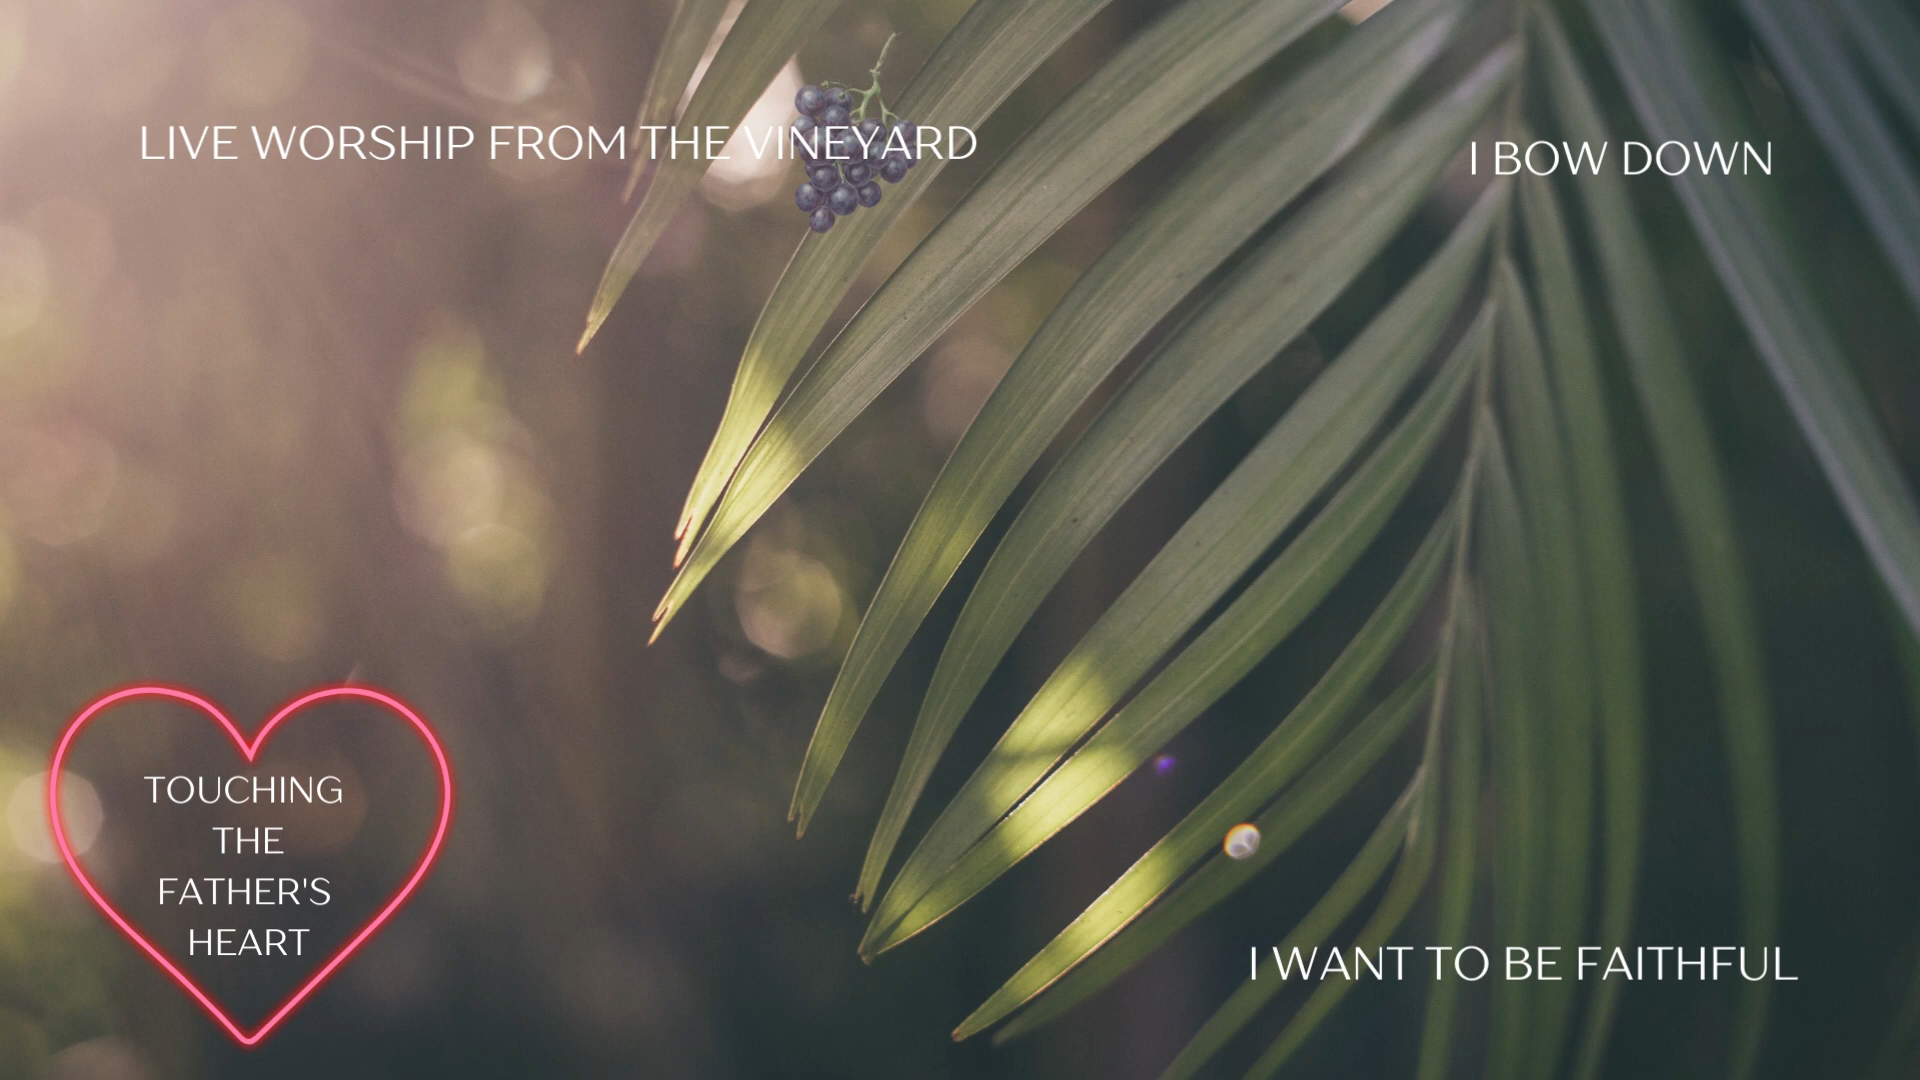 LIVE WORSHIP FROM THE VINEYARD
I BOW DOWN
TOUCHING
THE
FATHER'S
HEART
I WANT TO BE FAITHFUL